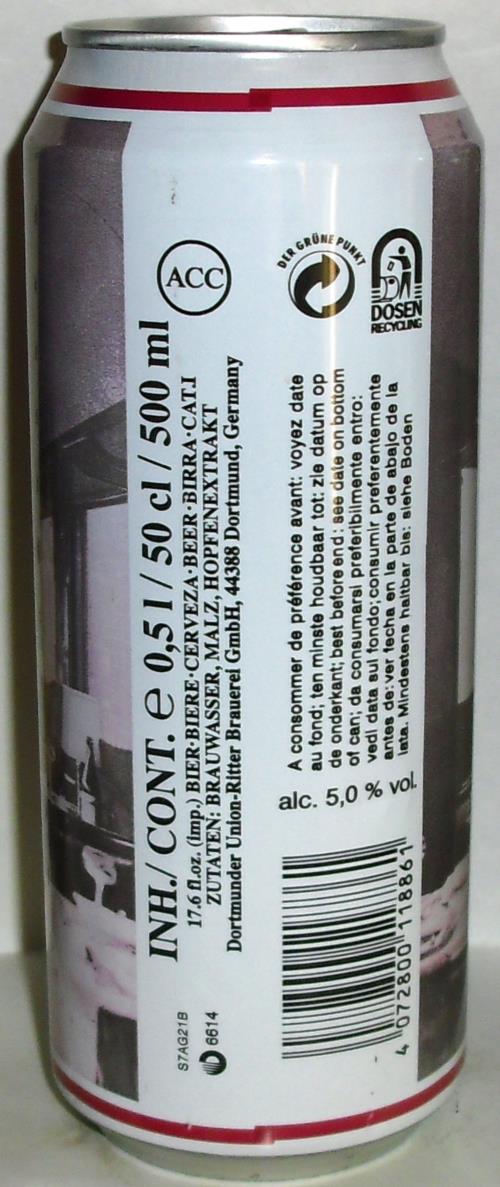 ACC
INH./ CONT. e 0,5 l / 50 cl / 500 ml
17.6 fl.oz. (imp.) BIER·BIERE·CERVEZA·BEER·BIRRA·CAT.I
ZUTATEN: BRAUWASSER, MALZ, HOPFENEXTRAKT
Dortmunder Union-Ritter Brauerei GmbH, 44388 Dortmund, Germany
S7AG21B
6614
DER GRÜNE PUNKT
DOSEN
RECYCLING
A consommer de préférence avant: voyez date
au fond; ten minste houdbaar tot: zie datum op
de onderkant; best before end: see date on bottom
of can; da consumarsi preferibilmente entro:
vedi data sul fondo; consumir preferentemente
antes de: ver fecha en la parte de abajo de la
lata. Mindestens haltbar bis: siehe Boden
alc. 5,0 % vol.
4 072800 118861